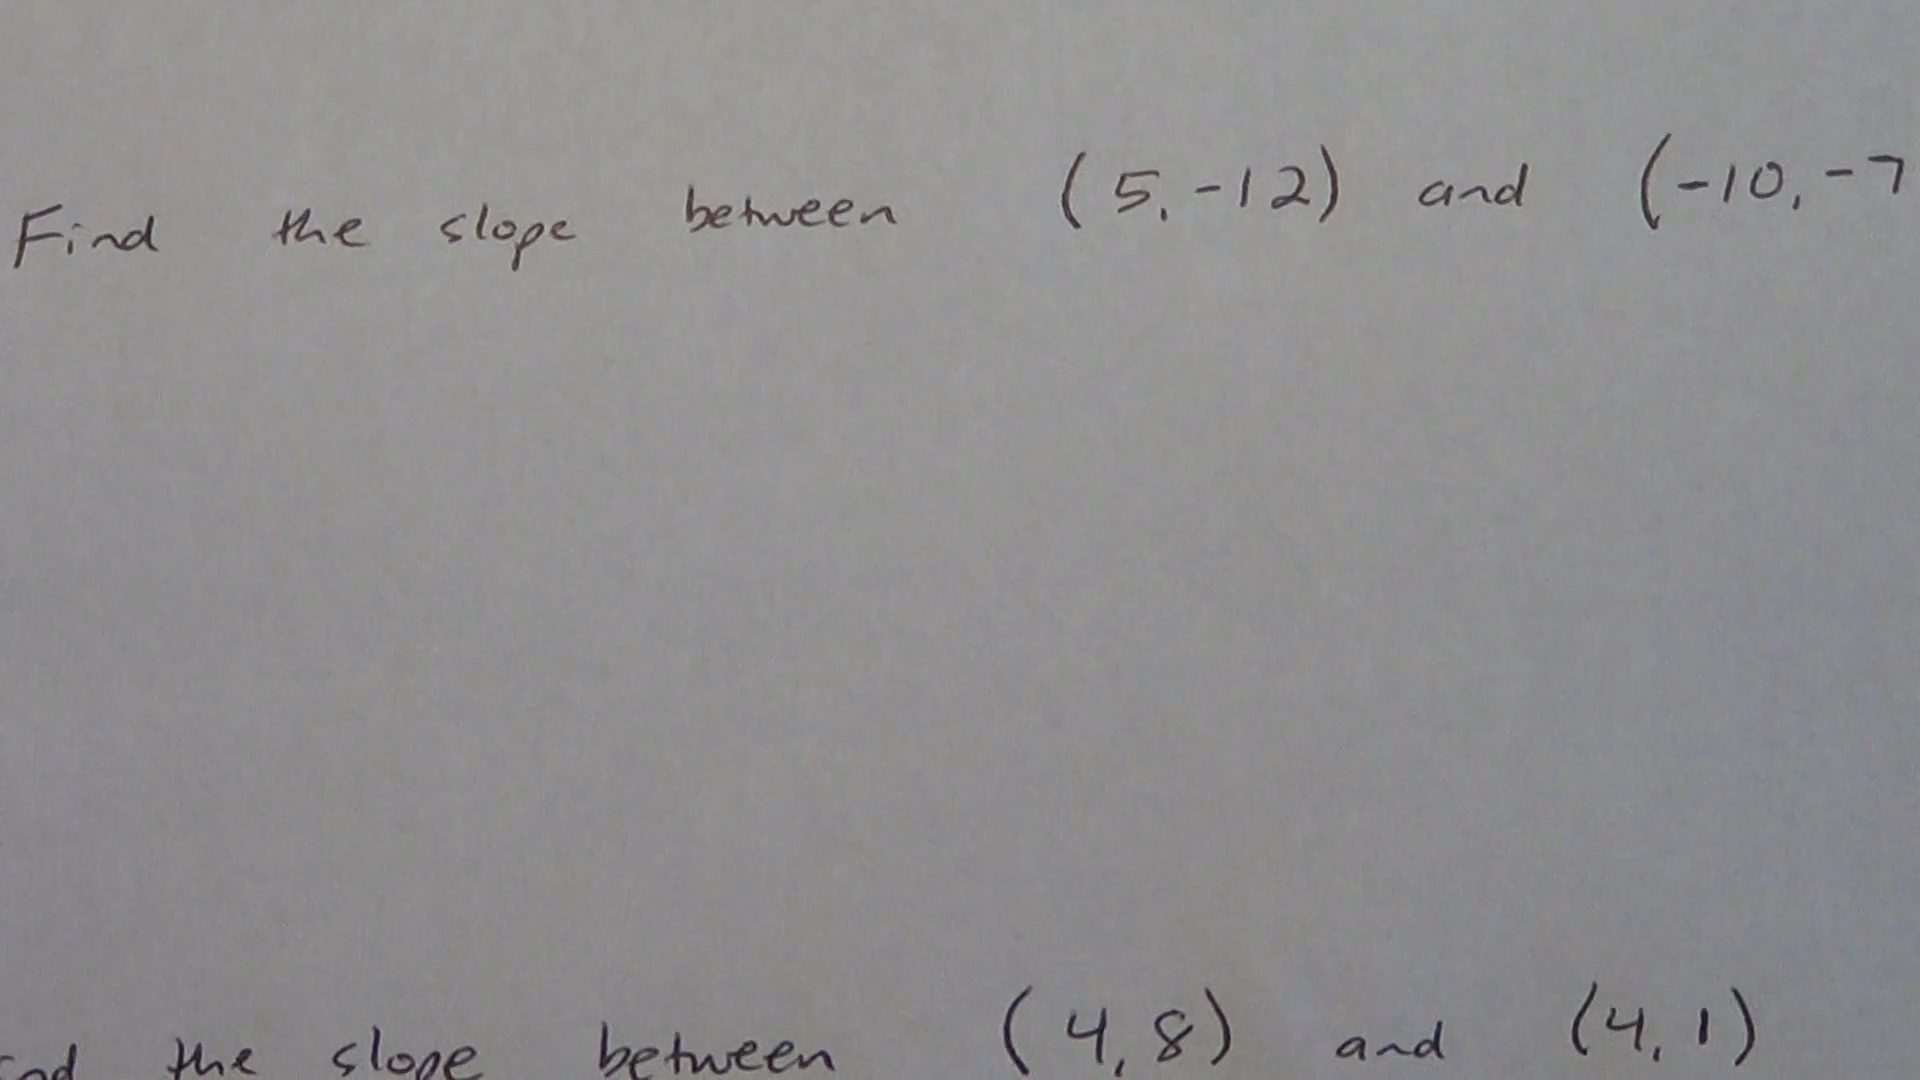 Find the slope between (5,-12) and (-10,-7
the slope between (4,8) and (4,1)